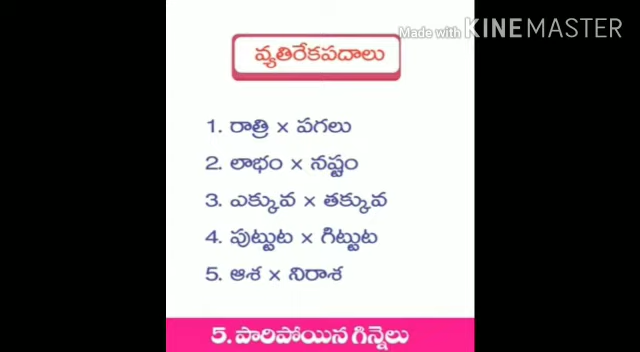 Made with KINEMASTER
వ్యతిరేకపదాలు
1. రాత్రి × పగలు
2. లాభం × నష్టం
3. ఎక్కువ × తక్కువ
4. పుట్టుట × గిట్టుట
5. ఆశ × నిరాశ
5. పారిపోయిన గిన్నెలు